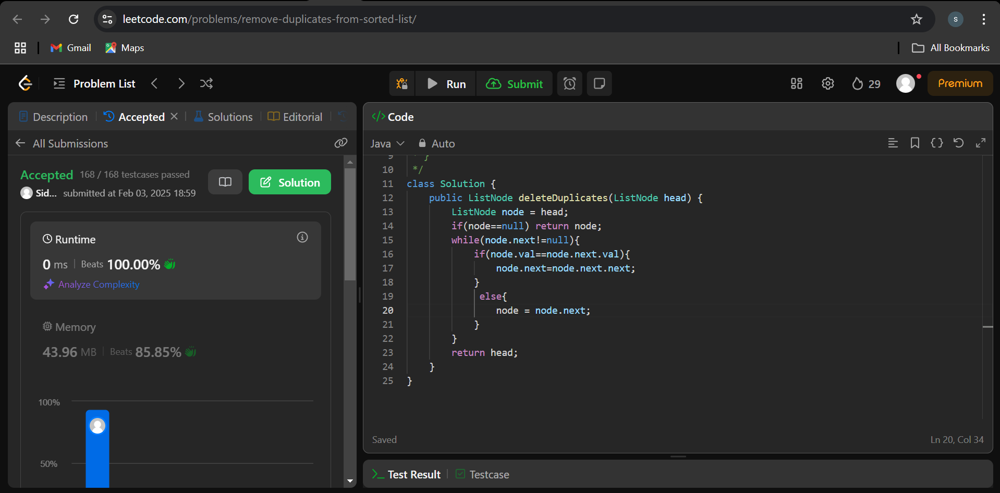 leetcode.com/problems/remove-duplicates-from-sorted-list/
S
Gmail
Maps
All Bookmarks
Problem List
Run
Submit
29
Premium
Description
Accepted
Solutions
Editorial
All Submissions
Accepted 168 / 168 testcases passed
Sid... submitted at Feb 03, 2025 18:59
Solution
Runtime
0 ms | Beats 100.00%
Analyze Complexity
Memory
43.96 MB | Beats 85.85%
100%
50%
</> Code
Java
Auto
9 * }
10 */
11 class Solution {
12 public ListNode deleteDuplicates(ListNode head) {
13 ListNode node = head;
14 if(node==null) return node;
15 while(node.next!=null){
16 if(node.val==node.next.val){
17 node.next=node.next.next;
18 }
19 else{
20 node = node.next;
21 }
22 }
23 return head;
24 }
25 }
Saved
Ln 20, Col 34
Test Result
Testcase